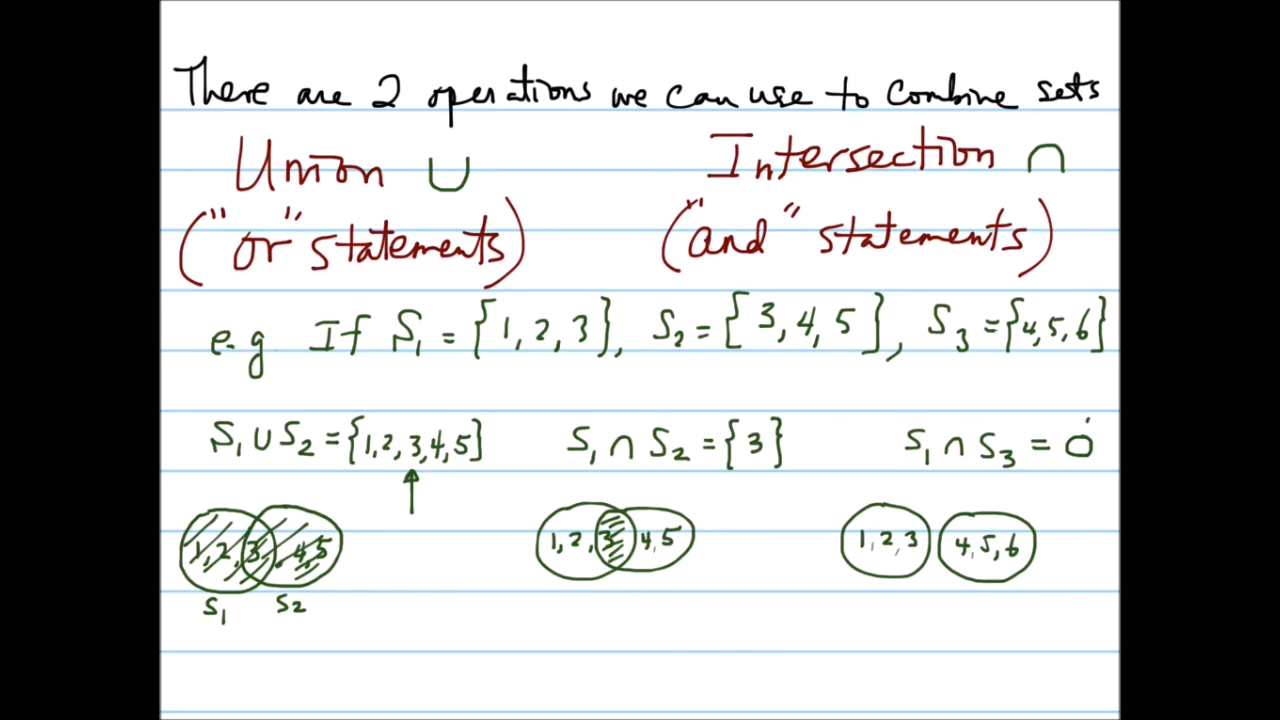 There are 2 operations we can use to combine sets
Union ∪ Intersection ∩
("or" statements) ("and" statements)
e.g If S₁ = {1, 2, 3}, S₂ = [3, 4, 5], S₃ = {4, 5, 6}
S₁ ∪ S₂ = {1, 2, 3, 4, 5} S₁ ∩ S₂ = {3} S₁ ∩ S₃ = Ó
1, 2, 3 4,5 1, 2, 3 4,5 1, 2, 3 4, 5, 6
S₁ S₂